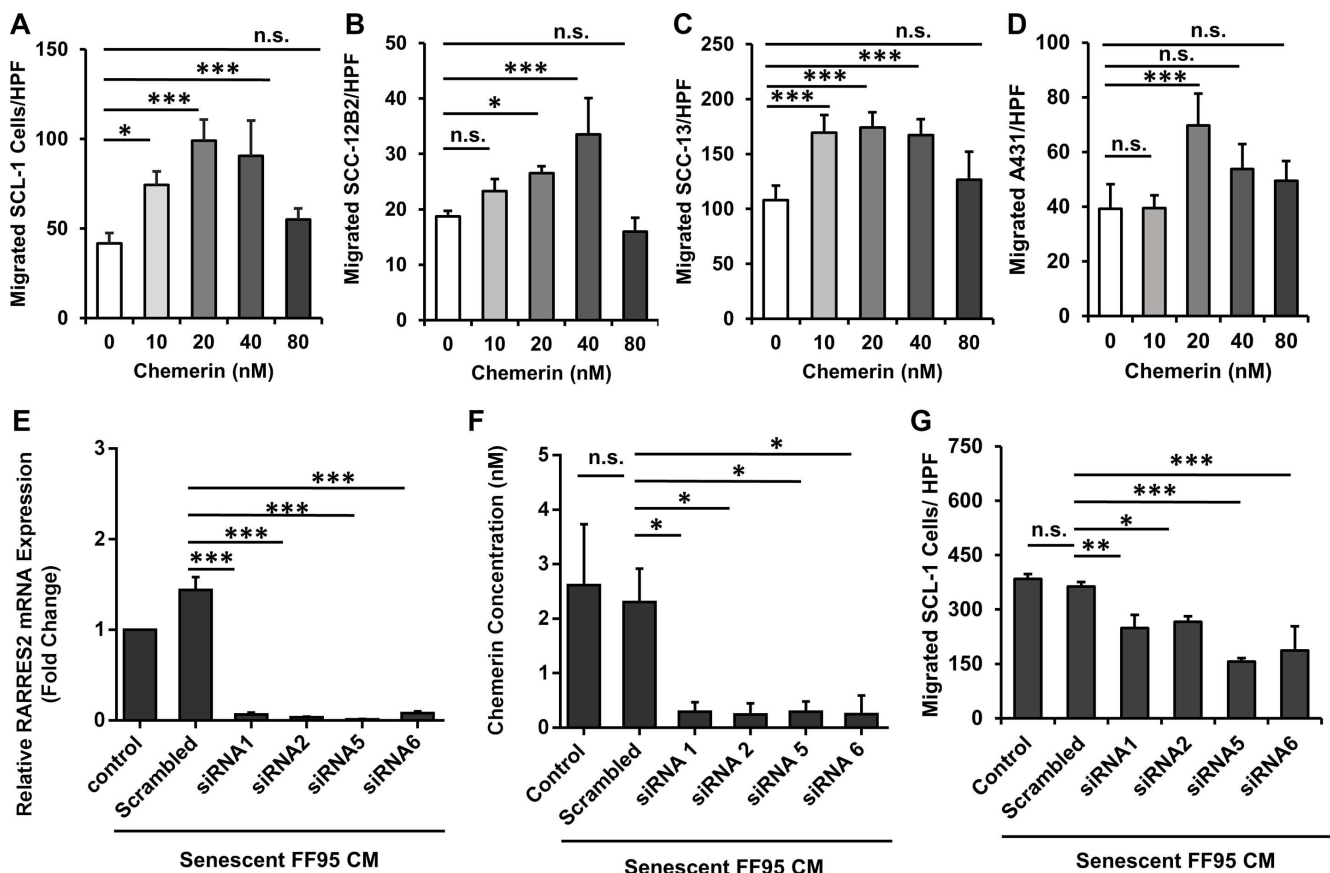 A
Migrated SCL-1 Cells/HPF
150
100
50
0
n.s.
***
***
*
0 10 20 40 80
Chemerin (nM)
B
Migrated SCC-12B2/HPF
50
40
30
20
10
0
n.s.
***
*
n.s.
0 10 20 40 80
Chemerin (nM)
C
Migrated SCC-13/HPF
250
200
150
100
50
0
n.s.
***
***
***
0 10 20 40 80
Chemerin (nM)
D
Migrated A431/HPF
100
80
60
40
20
0
n.s.
n.s.
***
n.s.
0 10 20 40 80
Chemerin (nM)
E
Relative RARRES2 mRNA Expression
(Fold Change)
3
2
1
0
***
***
***
***
control
Scrambled
siRNA1
siRNA2
siRNA5
siRNA6
Senescent FF95 CM
F
Chemerin Concentration (nM)
5
4
3
2
1
0
n.s.
*
*
*
*
Control
Scrambled
siRNA 1
siRNA 2
siRNA 5
siRNA 6
Senescent FF95 CM
G
Migrated SCL-1 Cells/ HPF
750
600
450
300
150
0
***
***
*
n.s.
**
Control
Scrambled
siRNA1
siRNA2
siRNA5
siRNA6
Senescent FF95 CM